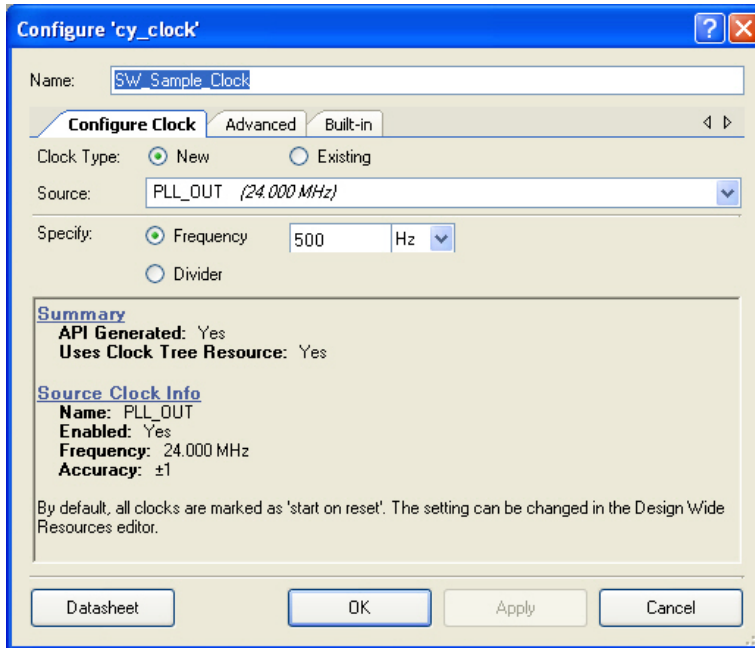 Configure 'cy_clock'
Name: SW_Sample_Clock
Configure Clock Advanced Built-in
Clock Type: New Existing
Source: PLL_OUT (24.000 MHz)
Specify: Frequency 500 Hz
Divider
Summary
API Generated: Yes
Uses Clock Tree Resource: Yes
Source Clock Info
Name: PLL_OUT
Enabled: Yes
Frequency: 24.000 MHz
Accuracy: ±1
By default, all clocks are marked as 'start on reset'. The setting can be changed in the Design Wide
Resources editor.
Datasheet OK Apply Cancel